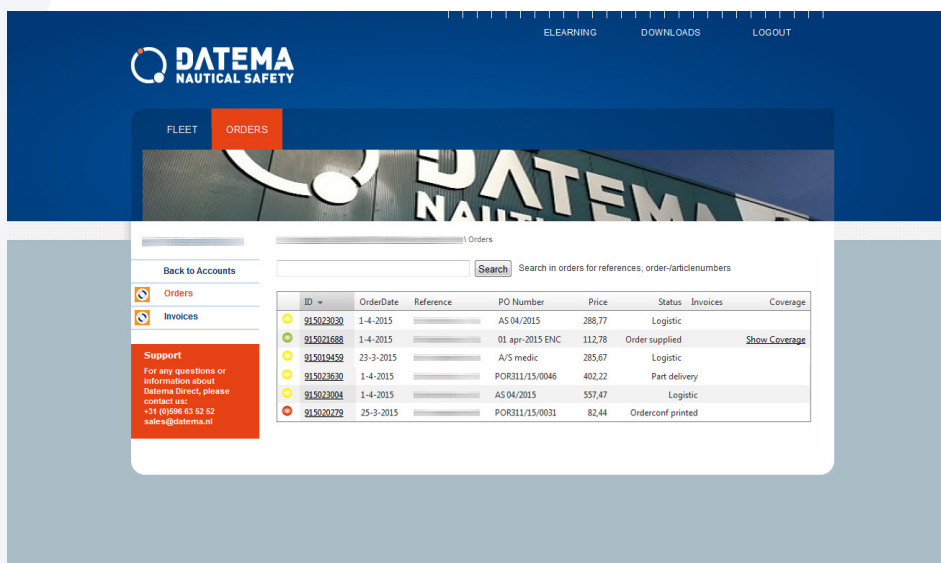 ELEARNING DOWNLOADS LOGOUT
DATEMA
NAUTICAL SAFETY
FLEET ORDERS
DATEMA
\ Orders
Back to Accounts
Search Search in orders for references, order-/articlenumbers
Orders
Invoices
ID OrderDate Reference PO Number Price Status Invoices Coverage
915023030 1-4-2015 AS 04/2015 288,77 Logistic
915021688 1-4-2015 01 apr-2015 ENC 112,78 Order supplied Show Coverage
915019459 23-3-2015 A/S medic 285,67 Logistic
915023630 1-4-2015 POR311/15/0046 402,22 Part delivery
915023004 1-4-2015 AS 04/2015 557,47 Logistic
915020279 25-3-2015 POR311/15/0031 82,44 Orderconf printed
Support
For any questions or
information about
Datema Direct, please
contact us:
+31 (0)596 63 52 52
sales@datema.nl